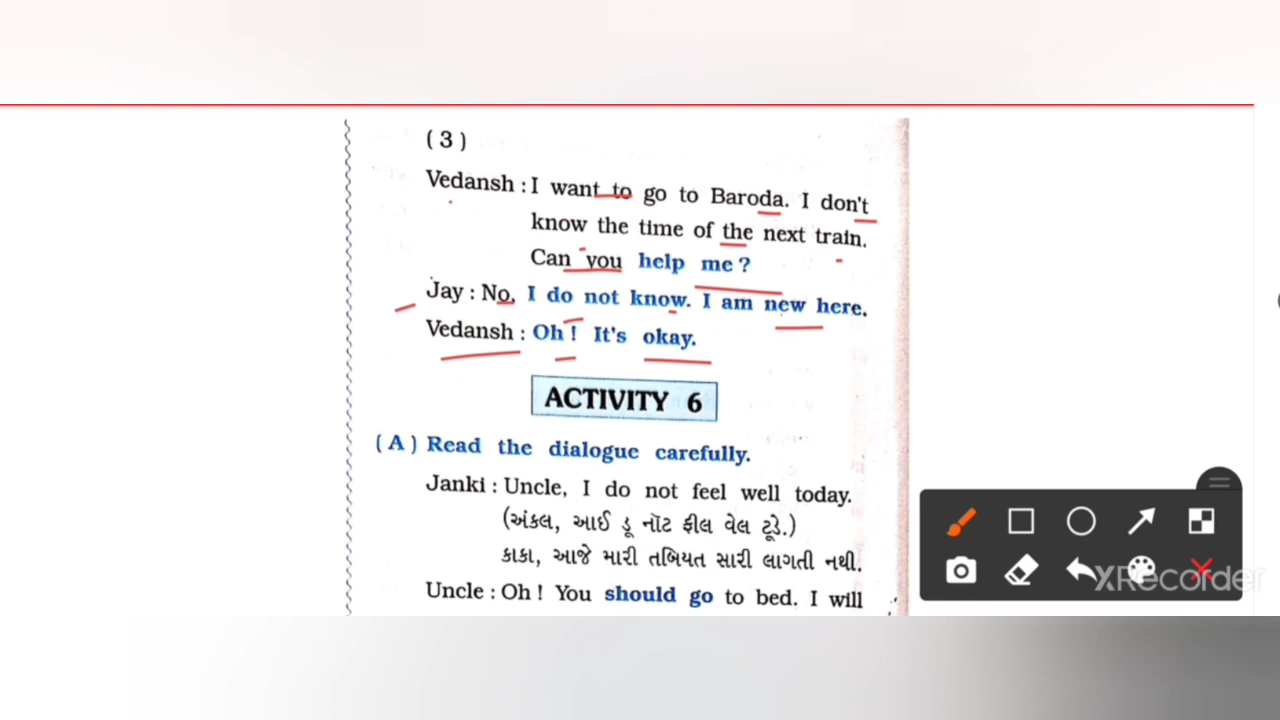 ( 3 )
Vedansh : I want to go to Baroda. I don't
know the time of the next train.
Can you help me ?
Jay : No, I do not know. I am new here.
Vedansh : Oh ! It's okay.
ACTIVITY 6
( A ) Read the dialogue carefully.
Janki : Uncle, I do not feel well today.
(અંકલ, આઈ ડૂ નૉટ ફીલ વેલ ટૂડે.)
કાકા, આજે મારી તબિયત સારી લાગતી નથી.
Uncle : Oh ! You should go to bed. I will
XRecorder